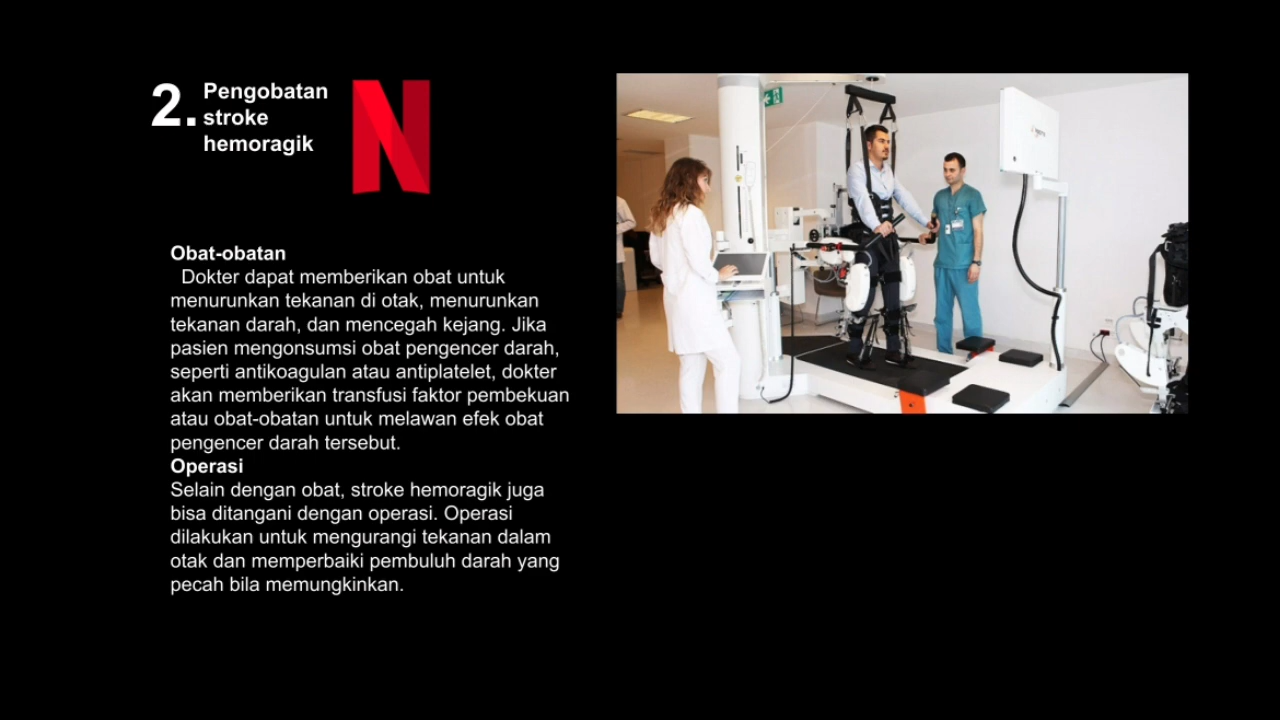 2. Pengobatan
stroke
hemoragik
N
Obat-obatan
Dokter dapat memberikan obat untuk
menurunkan tekanan di otak, menurunkan
tekanan darah, dan mencegah kejang. Jika
pasien mengonsumsi obat pengencer darah,
seperti antikoagulan atau antiplatelet, dokter
akan memberikan transfusi faktor pembekuan
atau obat-obatan untuk melawan efek obat
pengencer darah tersebut.
Operasi
Selain dengan obat, stroke hemoragik juga
bisa ditangani dengan operasi. Operasi
dilakukan untuk mengurangi tekanan dalam
otak dan memperbaiki pembuluh darah yang
pecah bila memungkinkan.